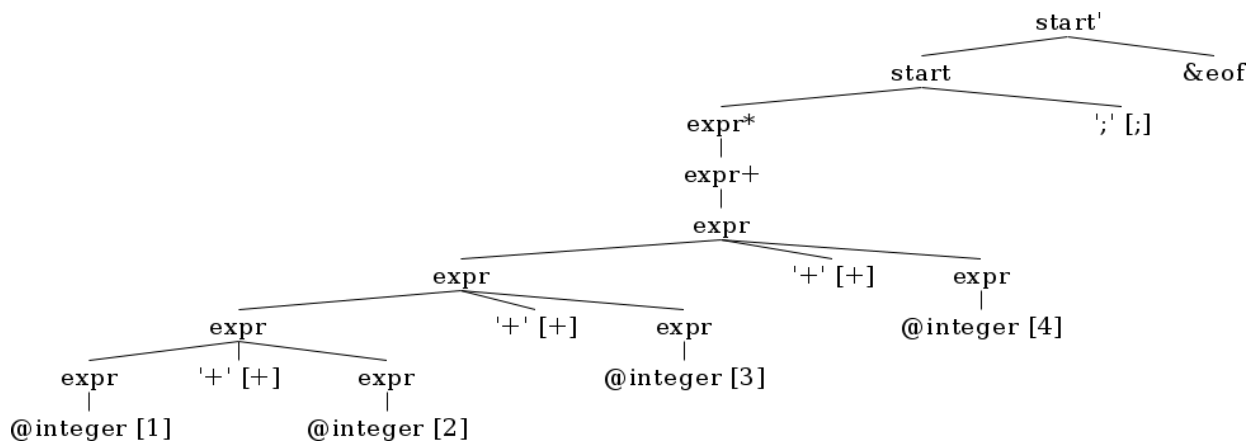 start'
start &eof
expr* ';' [;]
expr+
expr
expr '+' [+] expr
expr '+' [+] expr @integer [4]
expr '+' [+] expr @integer [3]
@integer [1] @integer [2]